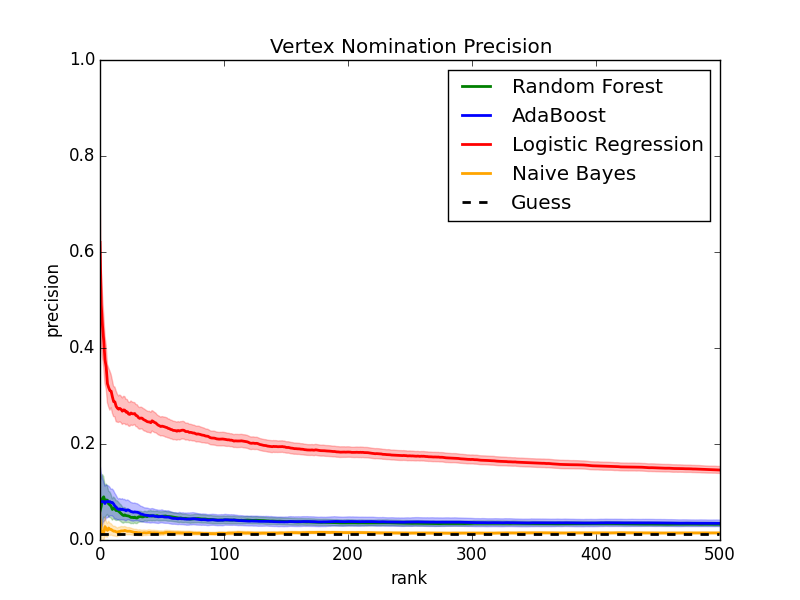 Vertex Nomination Precision
1.0
0.8
0.6
0.4
0.2
0.0
precision
Random Forest
AdaBoost
Logistic Regression
Naive Bayes
Guess
0 100 200 300 400 500
rank